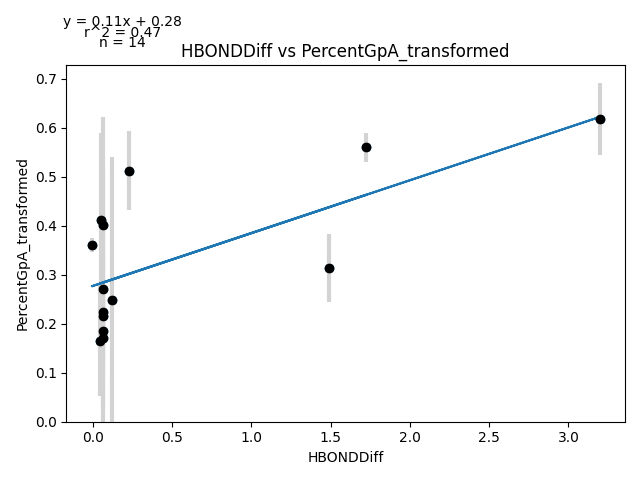 y = 0.11x + 0.28
r^2 = 0.47
n = 14
HBONDDiff vs PercentGpA_transformed
PercentGpA_transformed
0.7
0.6
0.5
0.4
0.3
0.2
0.1
0.0
0.0 0.5 1.0 1.5 2.0 2.5 3.0
HBONDDiff